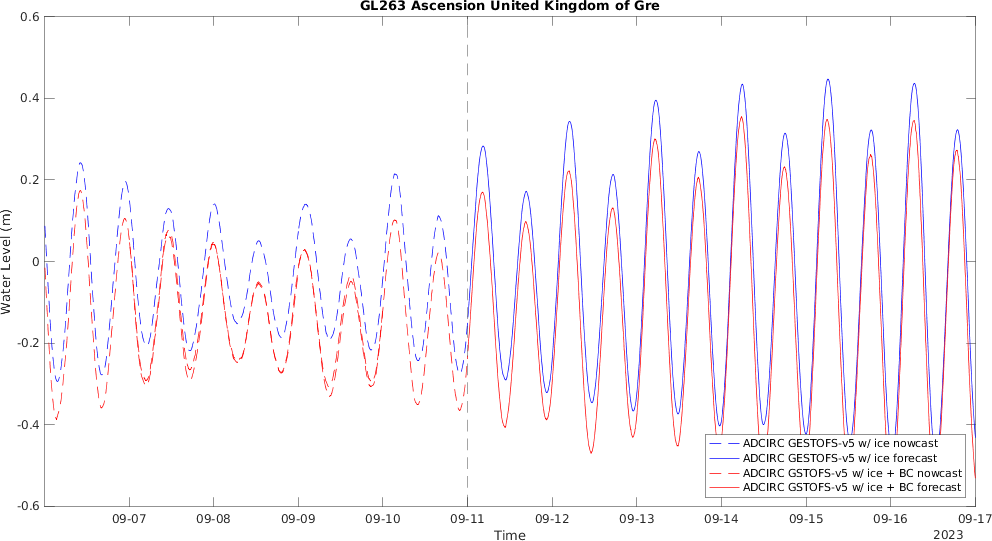 GL263 Ascension United Kingdom of Gre
0.6
0.4
0.2
0
-0.2
-0.4
-0.6
Water Level (m)
ADCIRC GESTOFS-v5 w/ ice nowcast
ADCIRC GESTOFS-v5 w/ ice forecast
ADCIRC GSTOFS-v5 w/ ice + BC nowcast
ADCIRC GSTOFS-v5 w/ ice + BC forecast
09-07 09-08 09-09 09-10 09-11 09-12 09-13 09-14 09-15 09-16 09-17
Time
2023